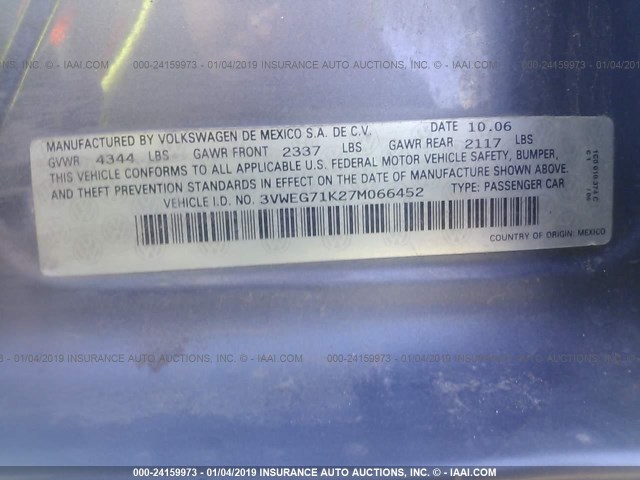 000-24159973 - 01/04/2019 INSURANCE AUTO AUCTIONS, INC. - © IAAI.COM
MANUFACTURED BY VOLKSWAGEN DE MEXICO S.A. DE C.V. DATE 10.06
GVWR 4344 LBS GAWR FRONT 2337 LBS GAWR REAR 2117 LBS
THIS VEHICLE CONFORMS TO ALL APPLICABLE U.S. FEDERAL MOTOR VEHICLE SAFETY, BUMPER,
AND THEFT PREVENTION STANDARDS IN EFFECT ON THE DATE OF MANUFACTURE SHOWN ABOVE.
VEHICLE I.D. NO. 3VWEG71K27M066452 TYPE: PASSENGER CAR
COUNTRY OF ORIGIN: MEXICO
000-24159973 - 01/04/2019 INSURANCE AUTO AUCTIONS, INC. - © IAAI.COM
000-24159973 - 01/04/2019 INSURANCE AUTO AUCTIONS, INC. - © IAAI.COM